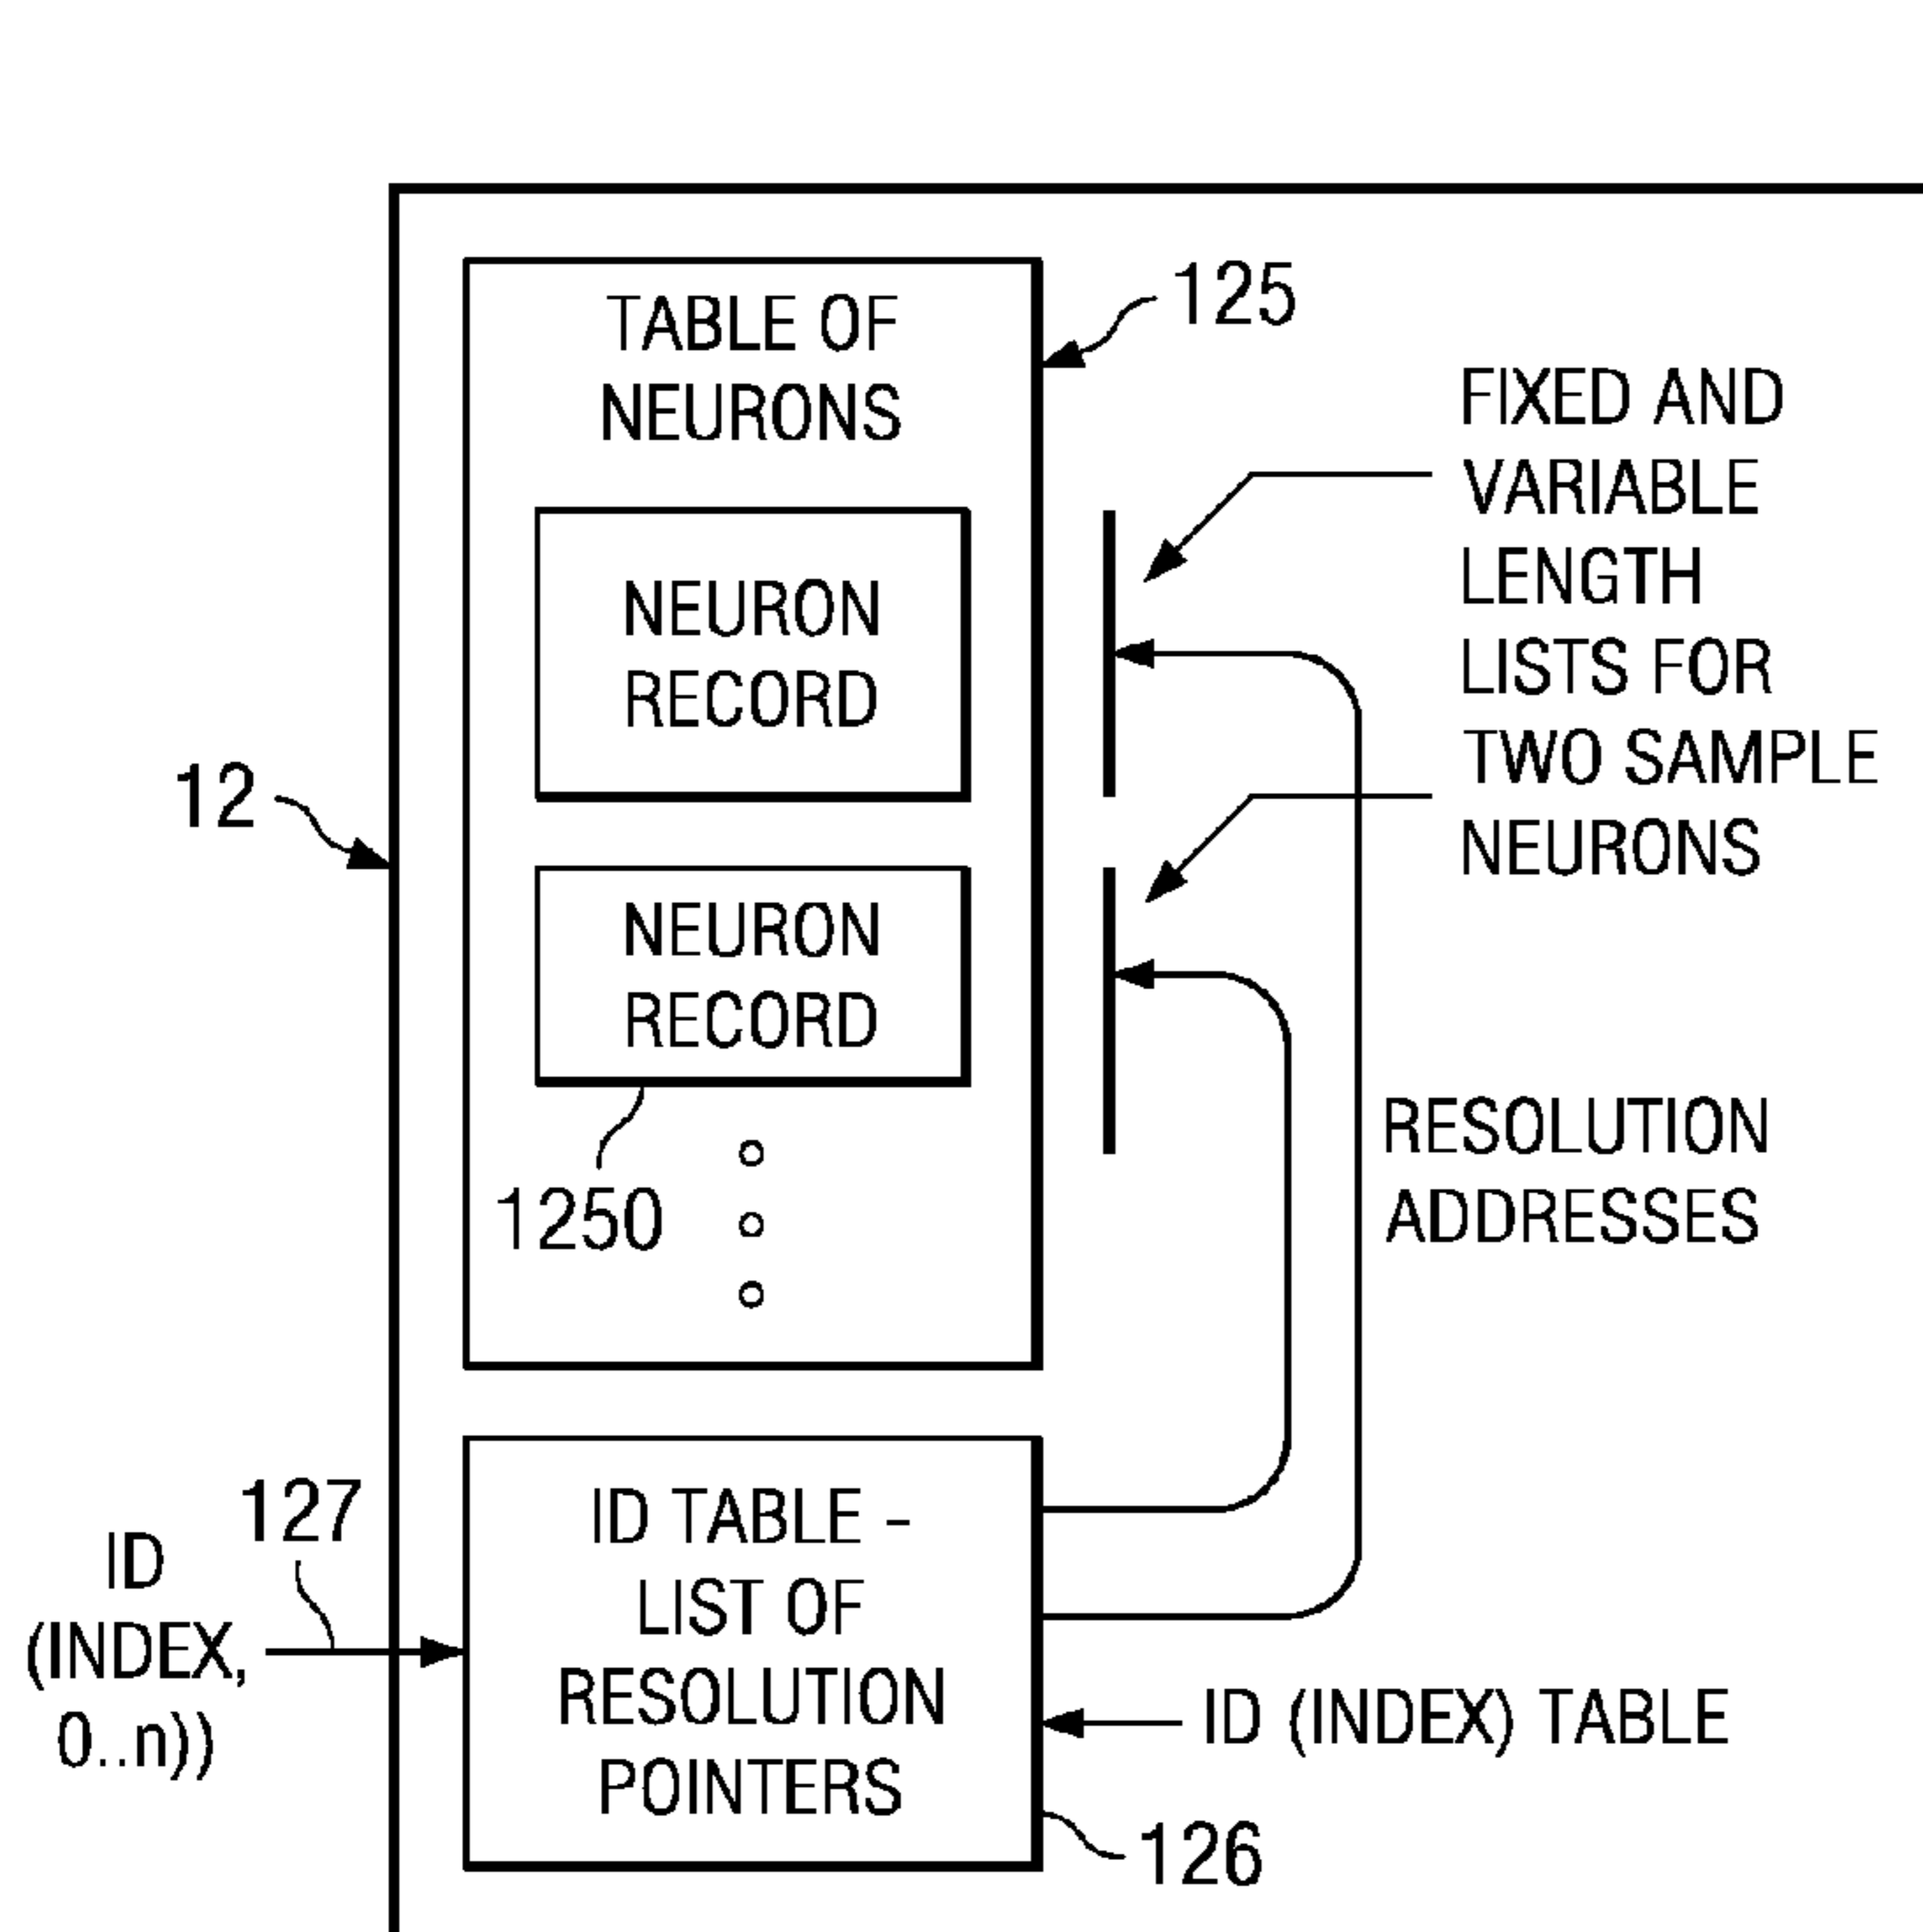 TABLE OF
NEURONS
125
FIXED AND
VARIABLE
LENGTH
LISTS FOR
TWO SAMPLE
NEURONS
NEURON
RECORD
12
NEURON
RECORD
1250
RESOLUTION
ADDRESSES
127
ID
(INDEX,
0..n))
ID TABLE -
LIST OF
RESOLUTION
POINTERS
ID (INDEX) TABLE
126